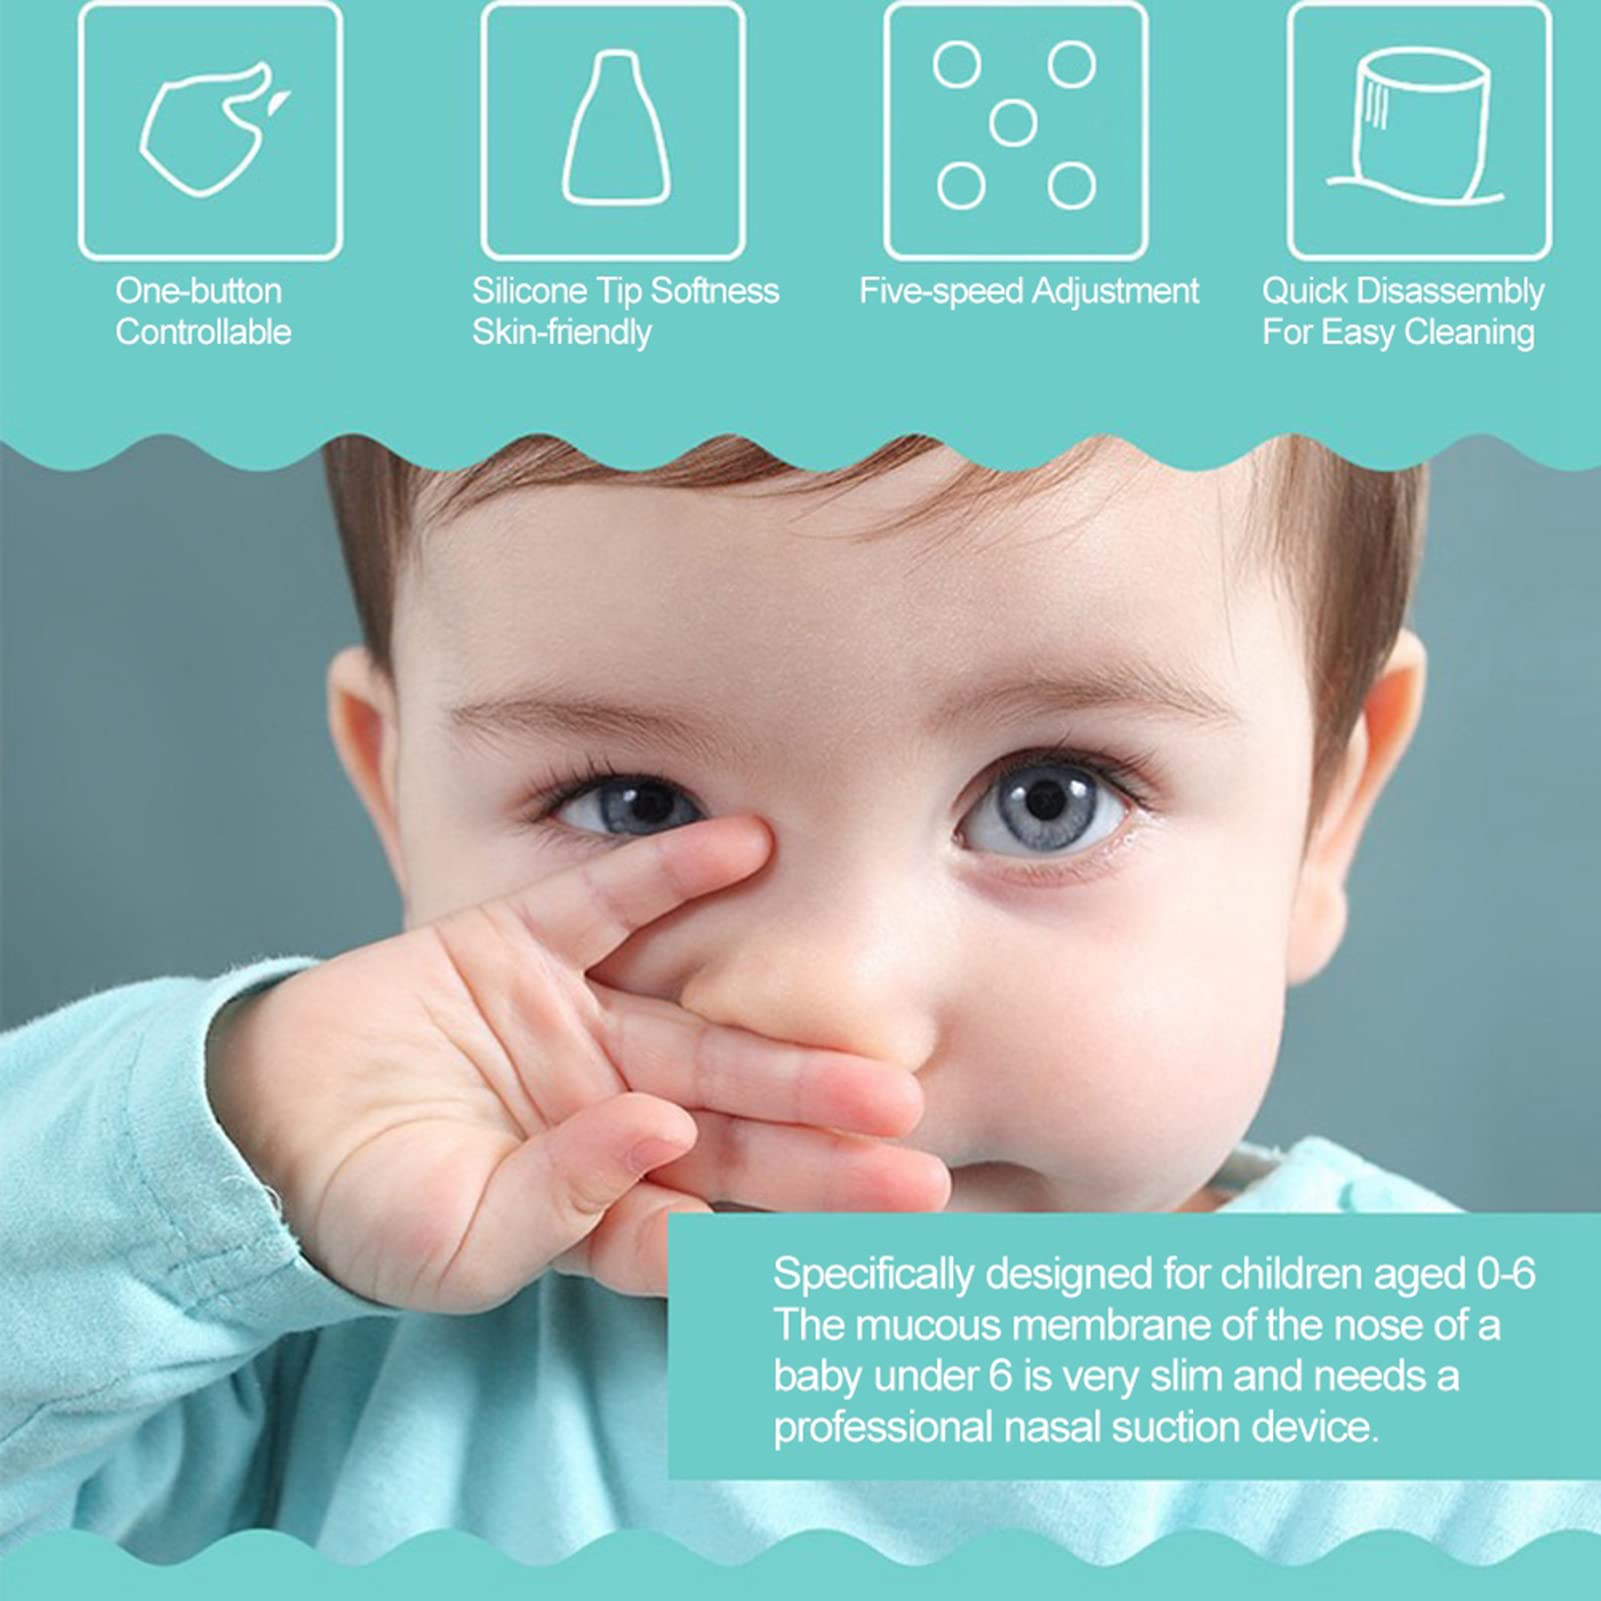 One-button
Controllable
Silicone Tip Softness
Skin-friendly
Five-speed Adjustment
Quick Disassembly
For Easy Cleaning
Specifically designed for children aged 0-6
The mucous membrane of the nose of a
baby under 6 is very slim and needs a
professional nasal suction device.